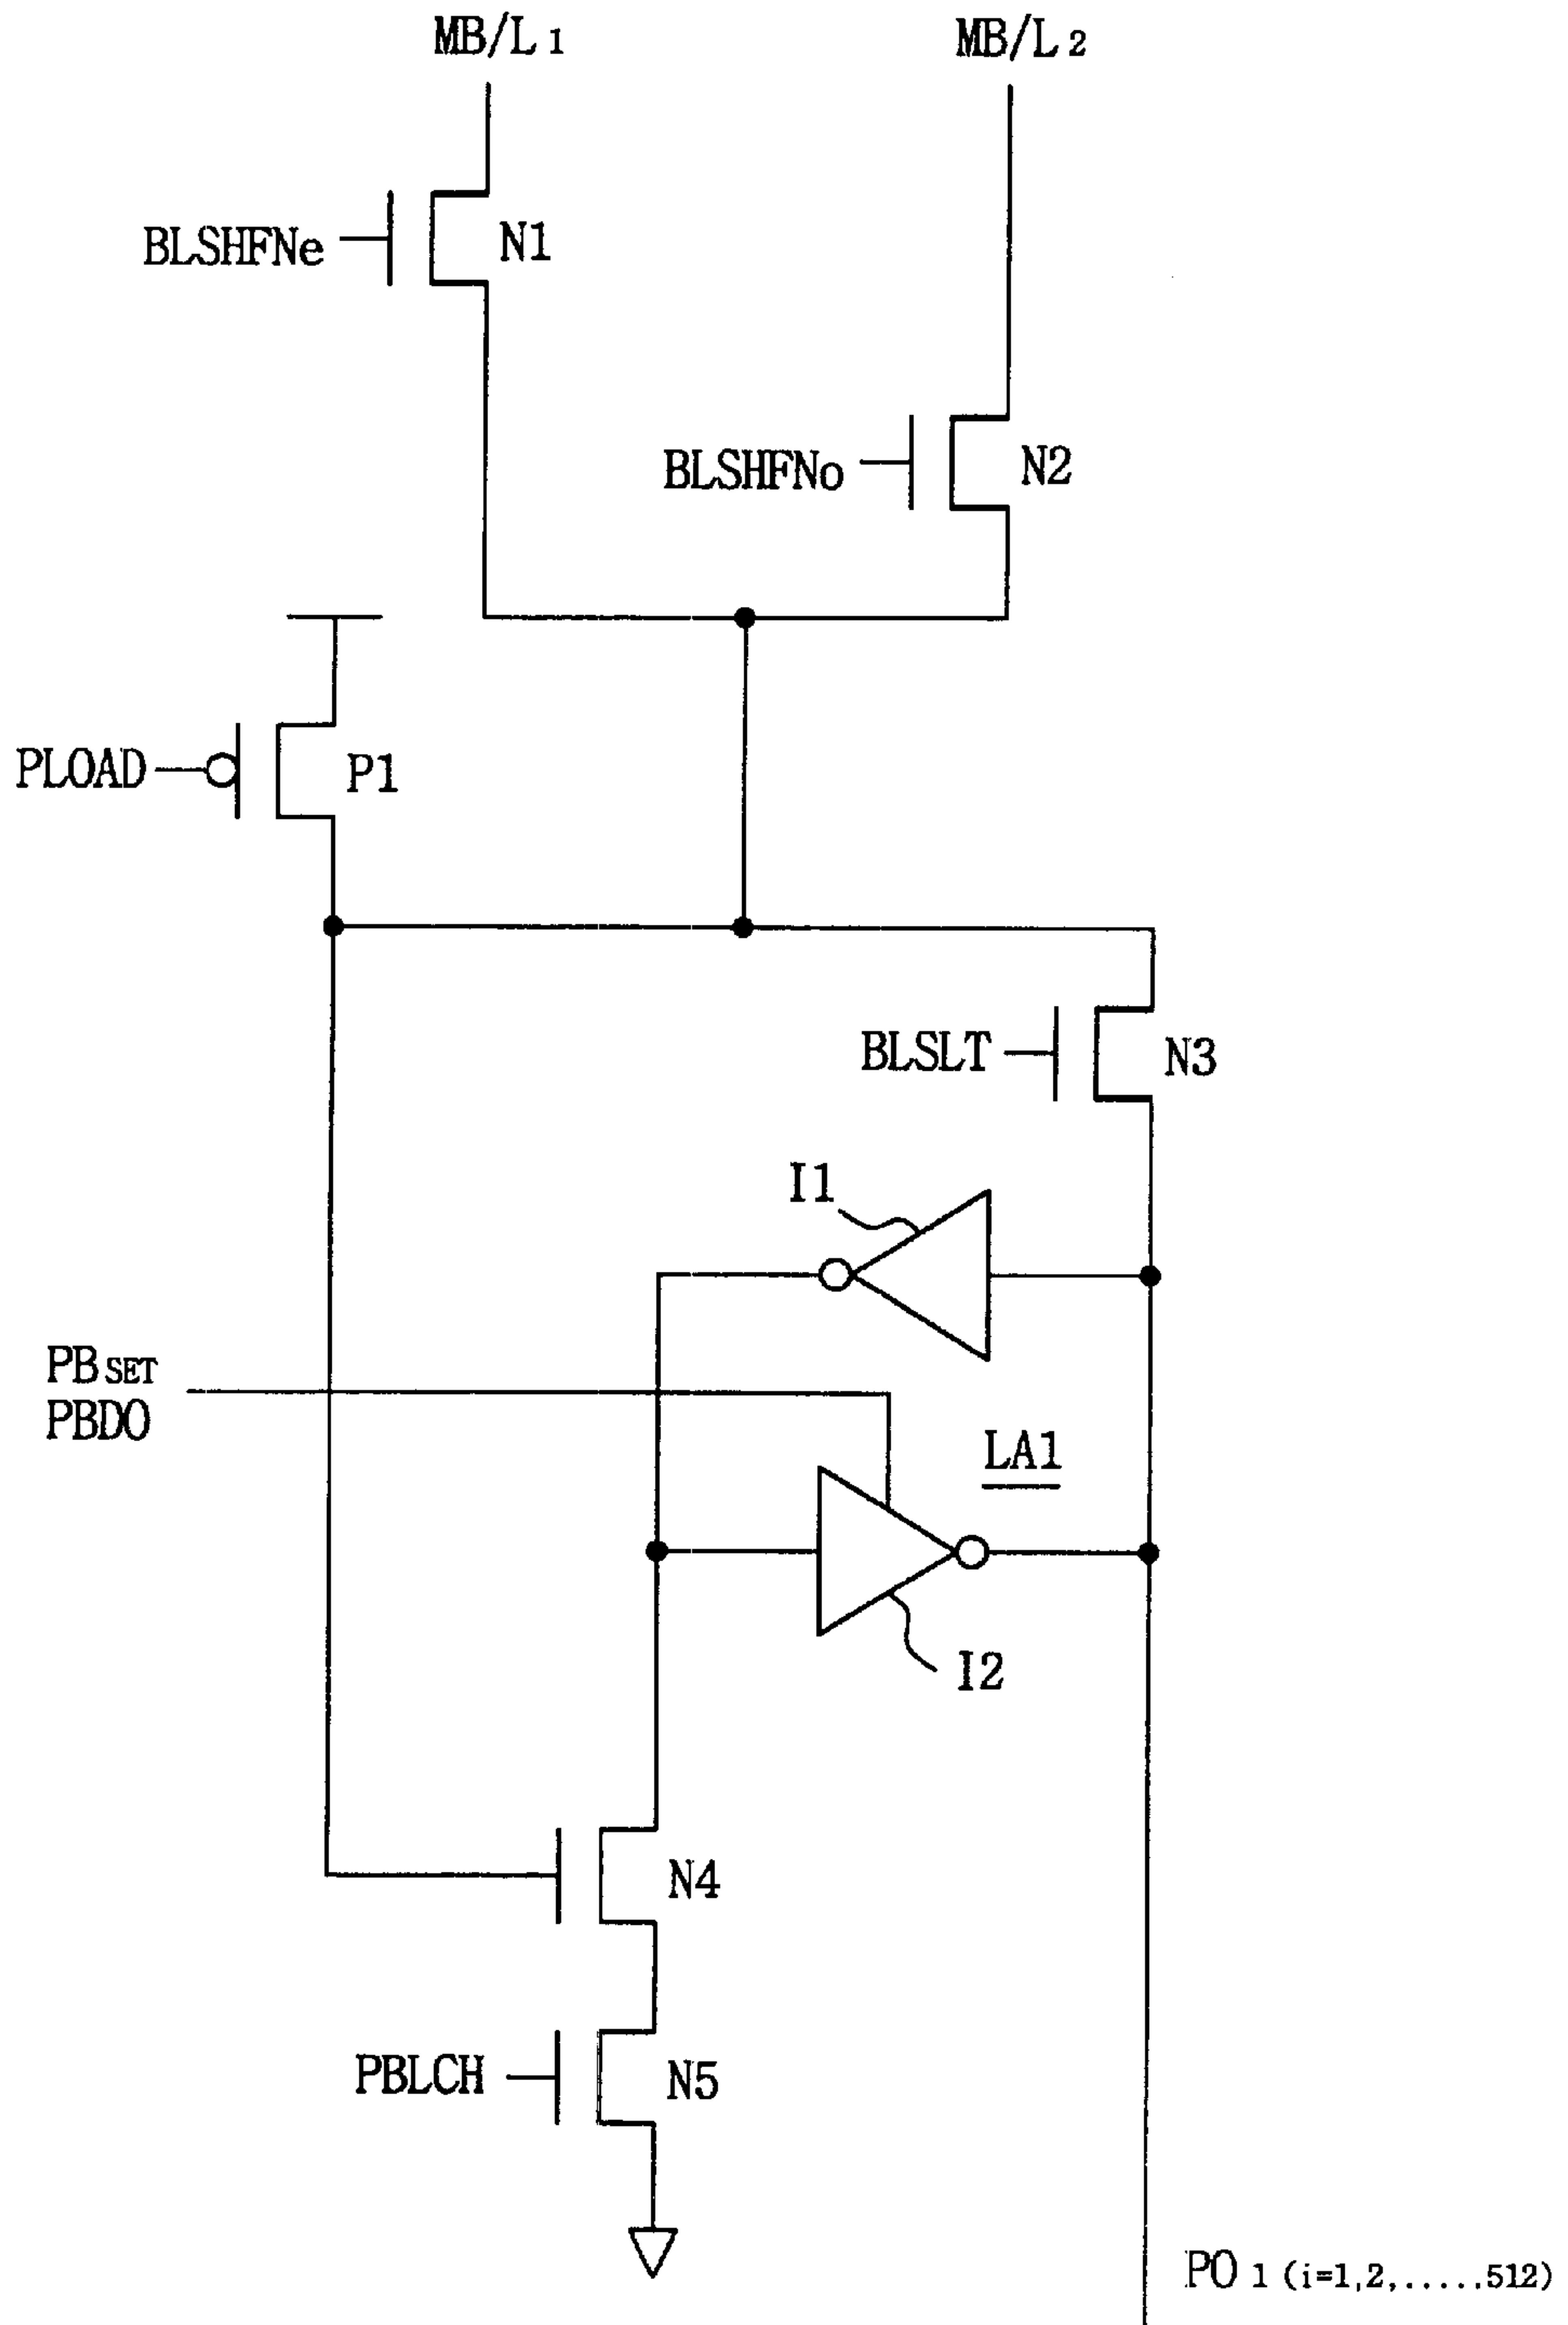 MB/L 1
MB/L 2
BLSHFNe
N1
BLSHFNo
N2
PLOAD
P1
BLSLT
N3
I1
PB SET
PBDO
LA1
I2
N4
PBLCH
N5
PO 1 (i=1,2,.....,512)